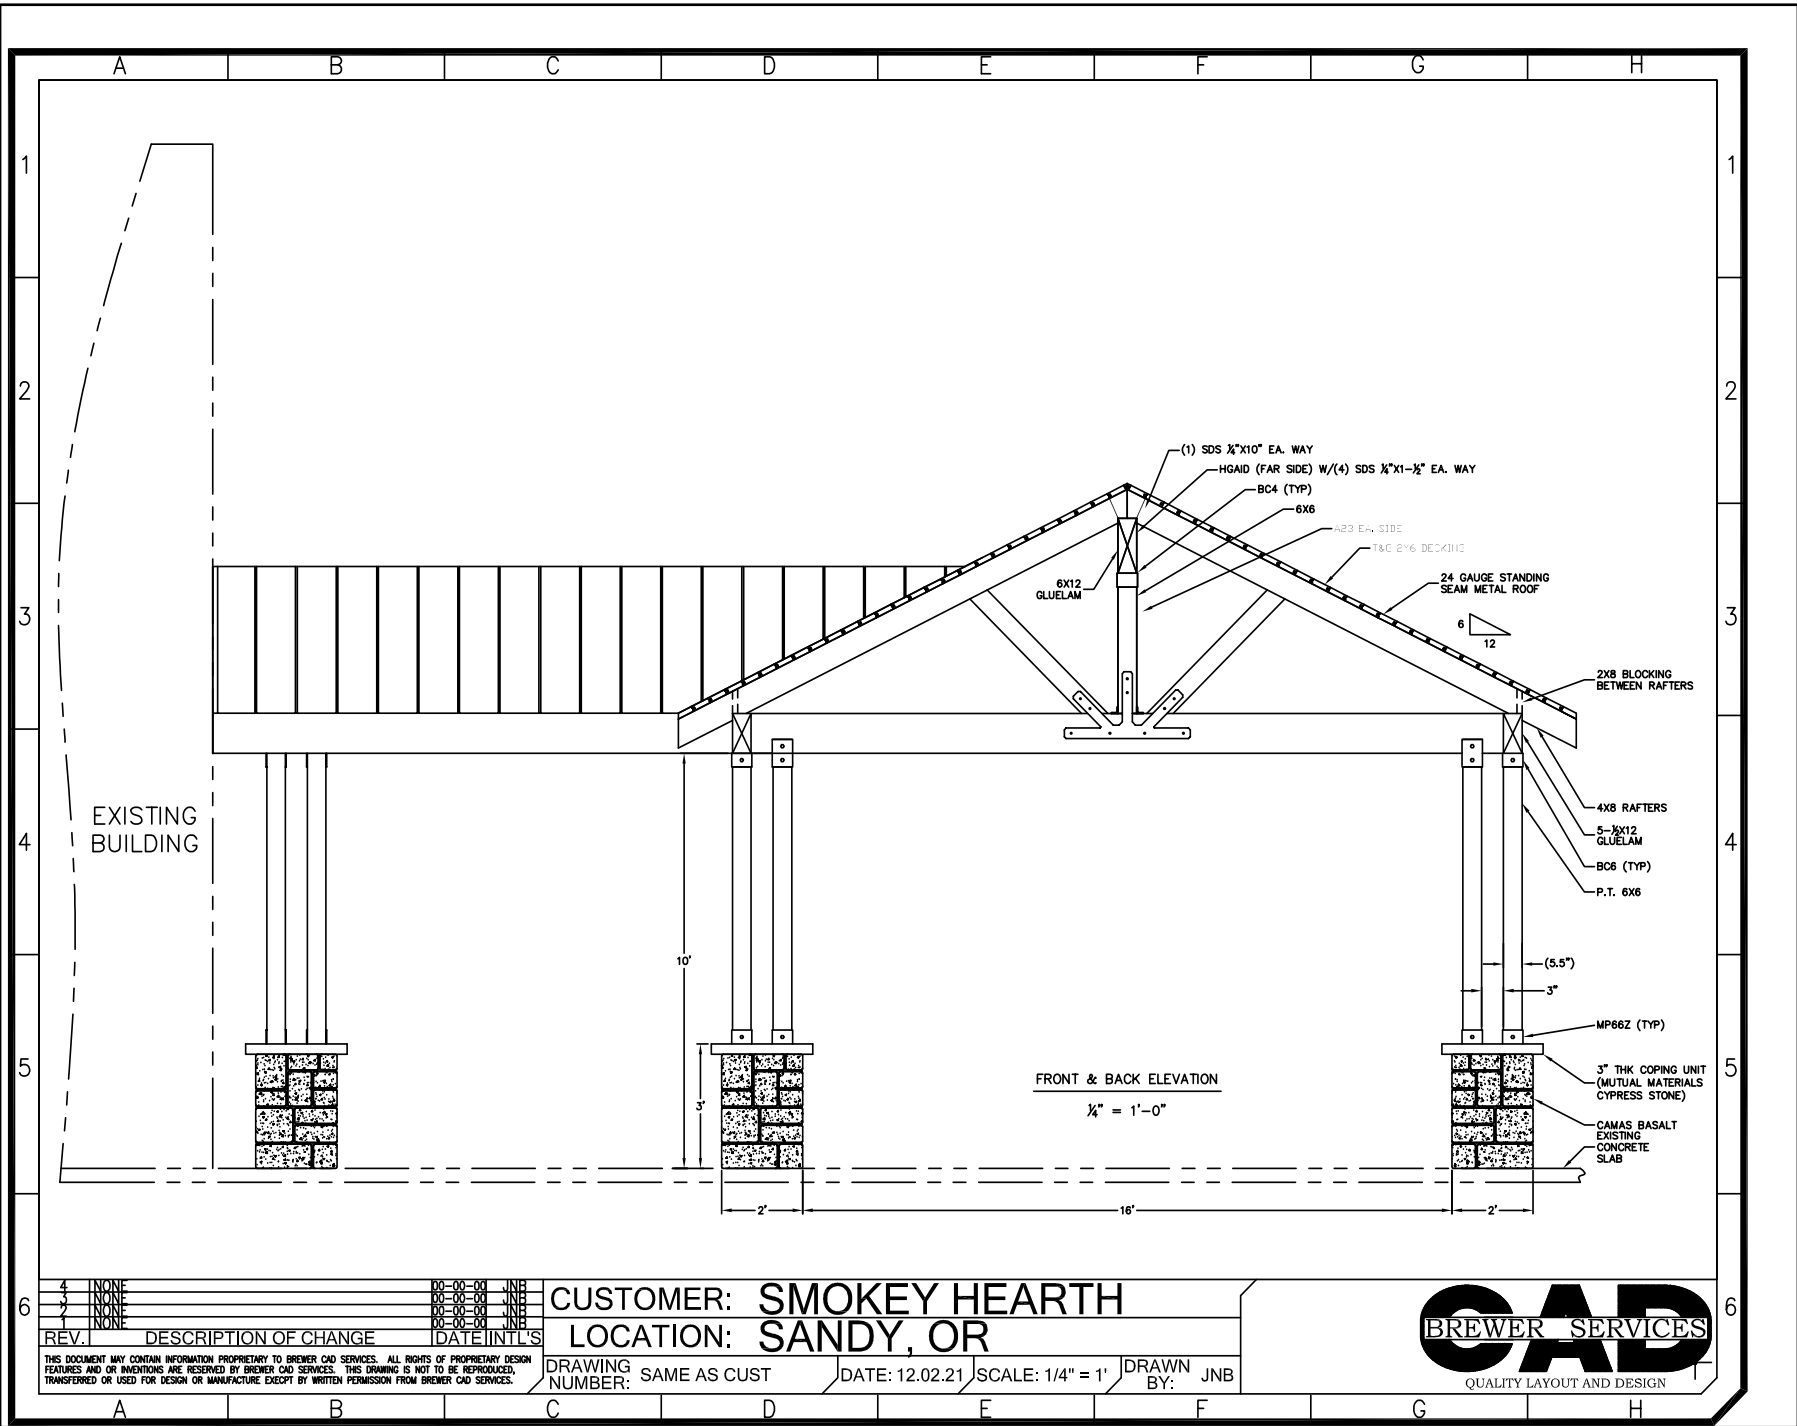 A B C D E F G H
1 1
2 2
3 3
4 4
5 5
6 6
(1) SDS ¼"X10" EA. WAY
HGAID (FAR SIDE) W/(4) SDS ¼"X1-½" EA. WAY
BC4 (TYP)
6X6
A23 EA. SIDE
T&G 2X6 DECKING
24 GAUGE STANDING
SEAM METAL ROOF
6X12
GLUELAM
6
12
2X8 BLOCKING
BETWEEN RAFTERS
EXISTING
BUILDING
4X8 RAFTERS
5-½X12
GLUELAM
BC6 (TYP)
P.T. 6X6
10'
(5.5")
3"
MP66Z (TYP)
3" THK COPING UNIT
(MUTUAL MATERIALS
CYPRESS STONE)
FRONT & BACK ELEVATION
¼" = 1'-0"
3'
CAMAS BASALT
EXISTING
CONCRETE
SLAB
2' 16' 2'
4 NONE 00-00-00 JNB
3 NONE 00-00-00 JNB
2 NONE 00-00-00 JNB
1 NONE 00-00-00 JNB
REV. DESCRIPTION OF CHANGE DATE INTL'S
THIS DOCUMENT MAY CONTAIN INFORMATION PROPRIETARY TO BREWER CAD SERVICES. ALL RIGHTS OF PROPRIETARY DESIGN
FEATURES AND OR INVENTIONS ARE RESERVED BY BREWER CAD SERVICES. THIS DRAWING IS NOT TO BE REPRODUCED,
TRANSFERRED OR USED FOR DESIGN OR MANUFACTURE EXECPT BY WRITTEN PERMISSION FROM BREWER CAD SERVICES.
CUSTOMER: SMOKEY HEARTH
LOCATION: SANDY, OR
DRAWING
NUMBER: SAME AS CUST
DATE: 12.02.21
SCALE: 1/4" = 1'
DRAWN
BY: JNB
CAD
BREWER SERVICES
QUALITY LAYOUT AND DESIGN
A B C D E F G H